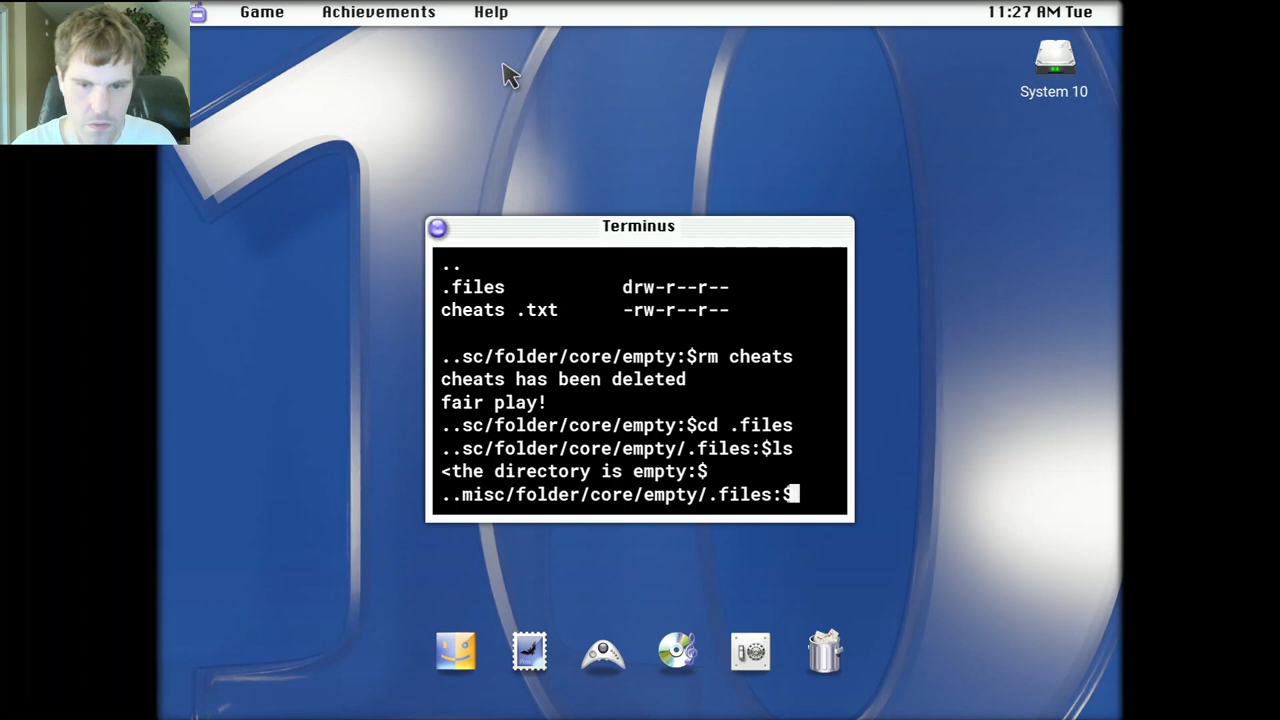 Game Achievements Help 11:27 AM Tue
System 10
Terminus
..
.files drw-r--r--
cheats .txt -rw-r--r--
..sc/folder/core/empty:$rm cheats
cheats has been deleted
fair play!
..sc/folder/core/empty:$cd .files
..sc/folder/core/empty/.files:$ls
<the directory is empty:$
..misc/folder/core/empty/.files:$